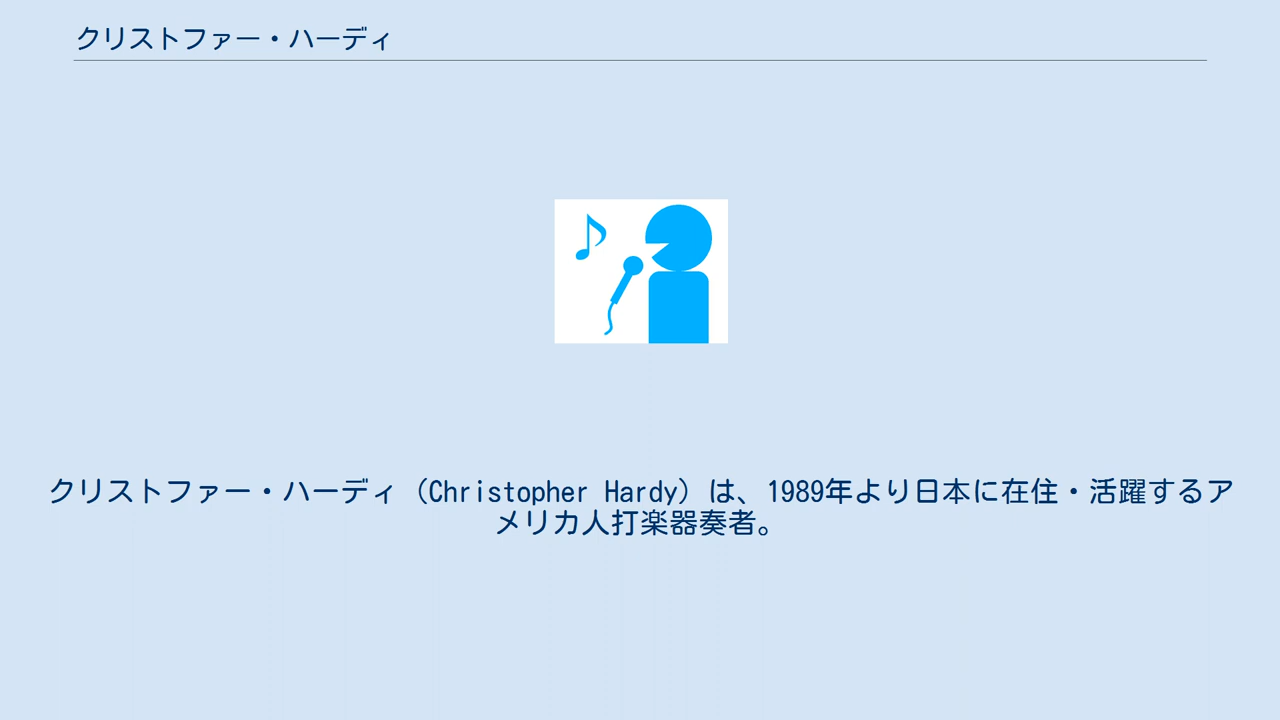 クリストファー・ハーディ
クリストファー・ハーディ（Christopher Hardy）は、1989年より日本に在住・活躍するア
メリカ人打楽器奏者。